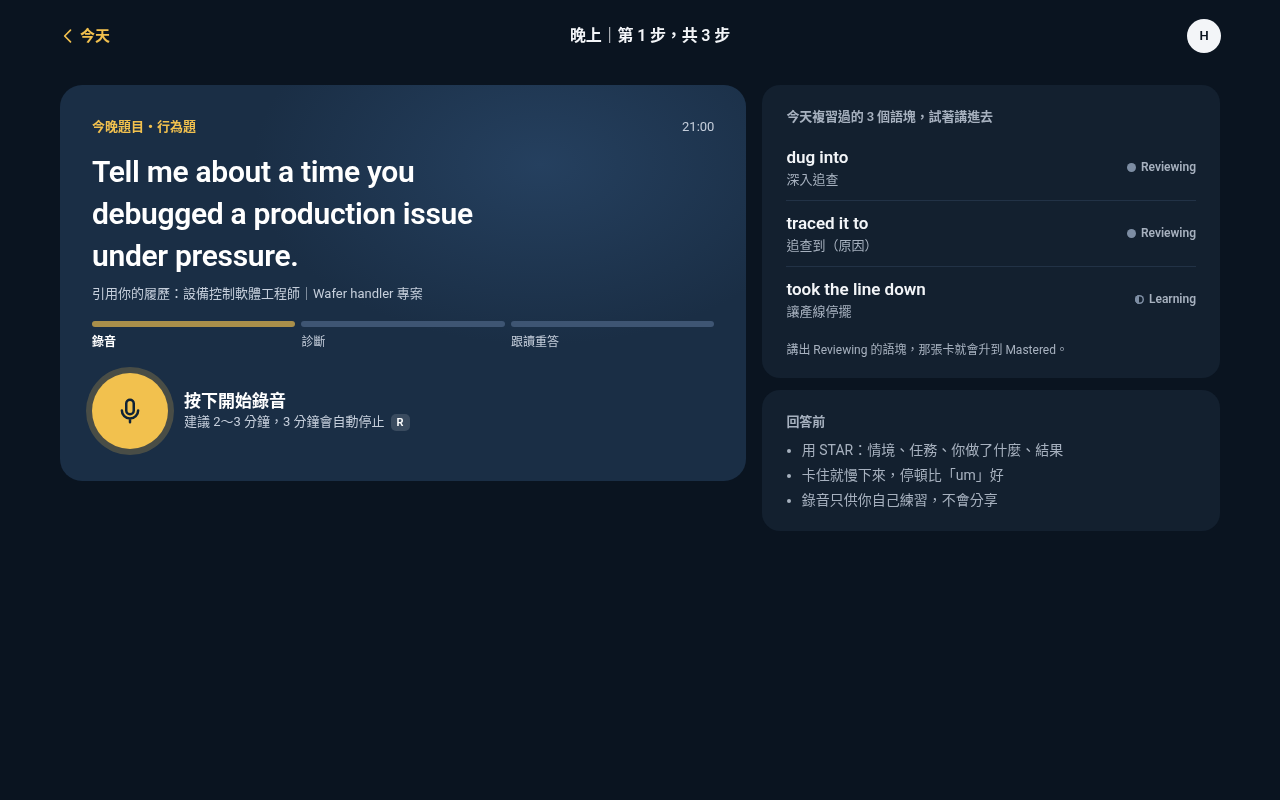 今天
晚上｜第 1 步，共 3 步
H
今晚題目・行為題
21:00
Tell me about a time you
debugged a production issue
under pressure.
引用你的履歷：設備控制軟體工程師｜Wafer handler 專案
錄音
診斷
跟讀重答
按下開始錄音
建議 2～3 分鐘，3 分鐘會自動停止 R
今天複習過的 3 個語塊，試著講進去
dug into
深入追查
Reviewing
traced it to
追查到（原因）
Reviewing
took the line down
讓產線停擺
Learning
講出 Reviewing 的語塊，那張卡就會升到 Mastered。
回答前
• 用 STAR：情境、任務、你做了什麼、結果
• 卡住就慢下來，停頓比「um」好
• 錄音只供你自己練習，不會分享